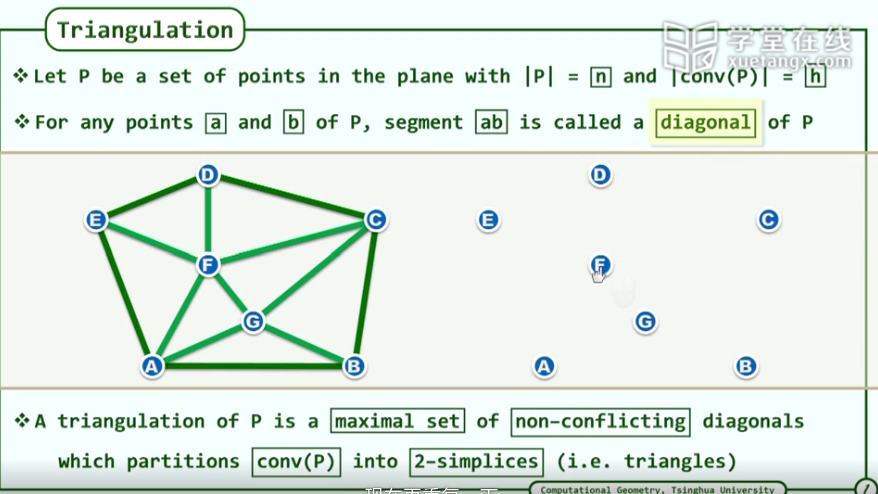 Triangulation
学堂在线
xuetangx.com
❖Let P be a set of points in the plane with |P| = n and |conv(P)| = h
❖For any points a and b of P, segment ab is called a diagonal of P
D
E
C
F
G
A
B
D
E
C
F
G
A
B
❖A triangulation of P is a maximal set of non-conflicting diagonals
which partitions conv(P) into 2-simplices (i.e. triangles)
Computational Geometry, Tsinghua University